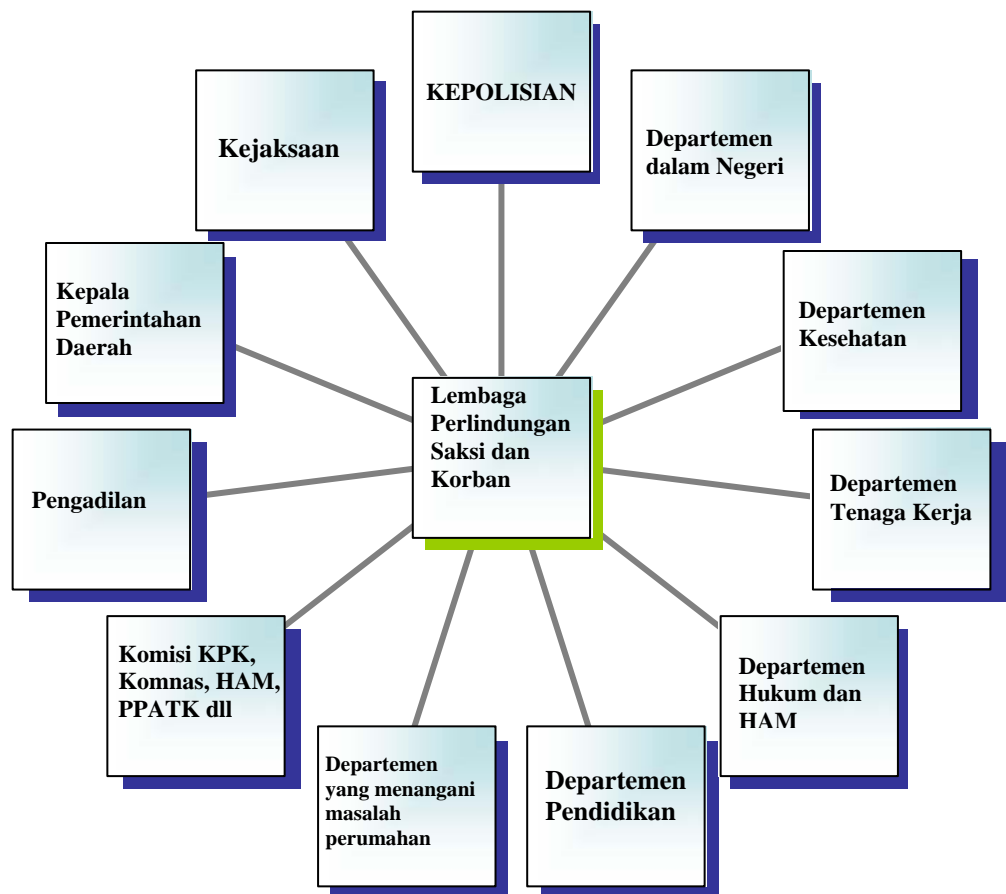 KEPOLISIAN
Kejaksaan
Departemen
dalam Negeri
Kepala
Pemerintahan
Daerah
Departemen
Kesehatan
Lembaga
Perlindungan
Saksi dan
Korban
Pengadilan
Departemen
Tenaga Kerja
Komisi KPK,
Komnas, HAM,
PPATK dll
Departemen
Hukum dan
HAM
Departemen
yang menangani
masalah
perumahan
Departemen
Pendidikan